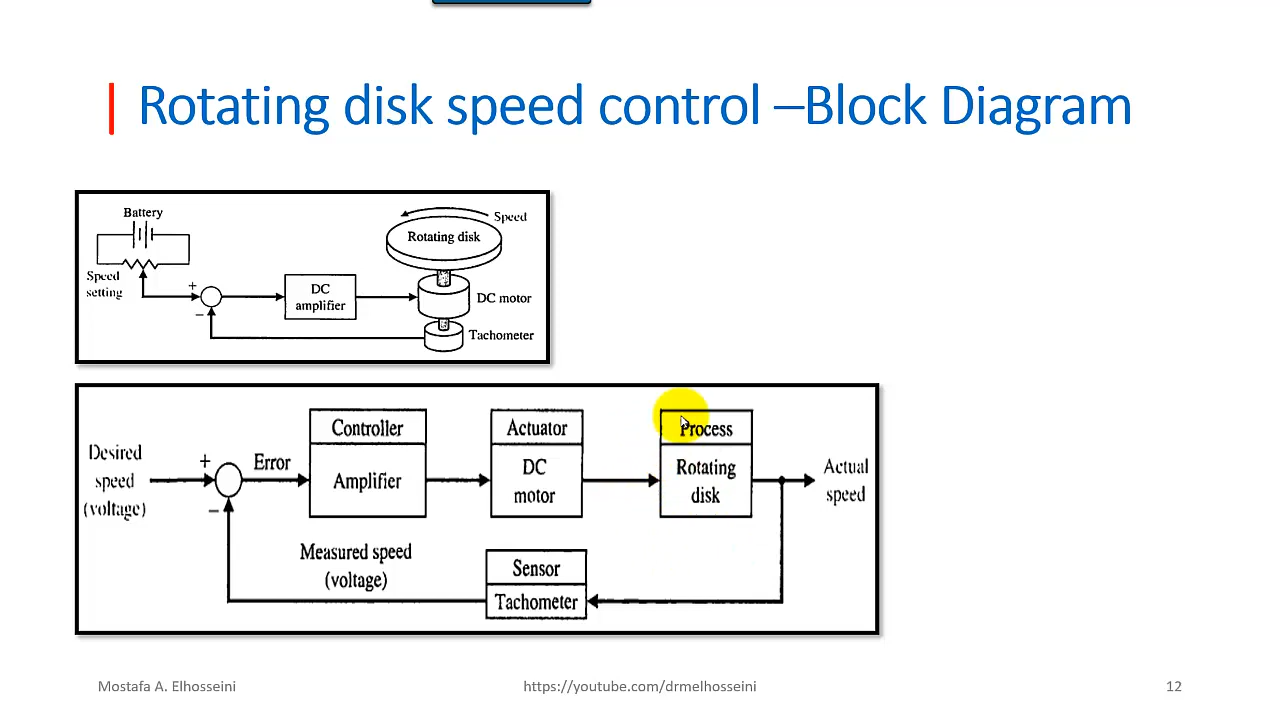 | Rotating disk speed control –Block Diagram
Battery
Speed
setting
+
−
DC
amplifier
Speed
Rotating disk
DC motor
Tachometer
Desired
speed
(voltage)
+
−
Error
Controller
Amplifier
Actuator
DC
motor
Process
Rotating
disk
Actual
speed
Measured speed
(voltage)
Sensor
Tachometer
Mostafa A. Elhosseini
https://youtube.com/drmelhosseini
12